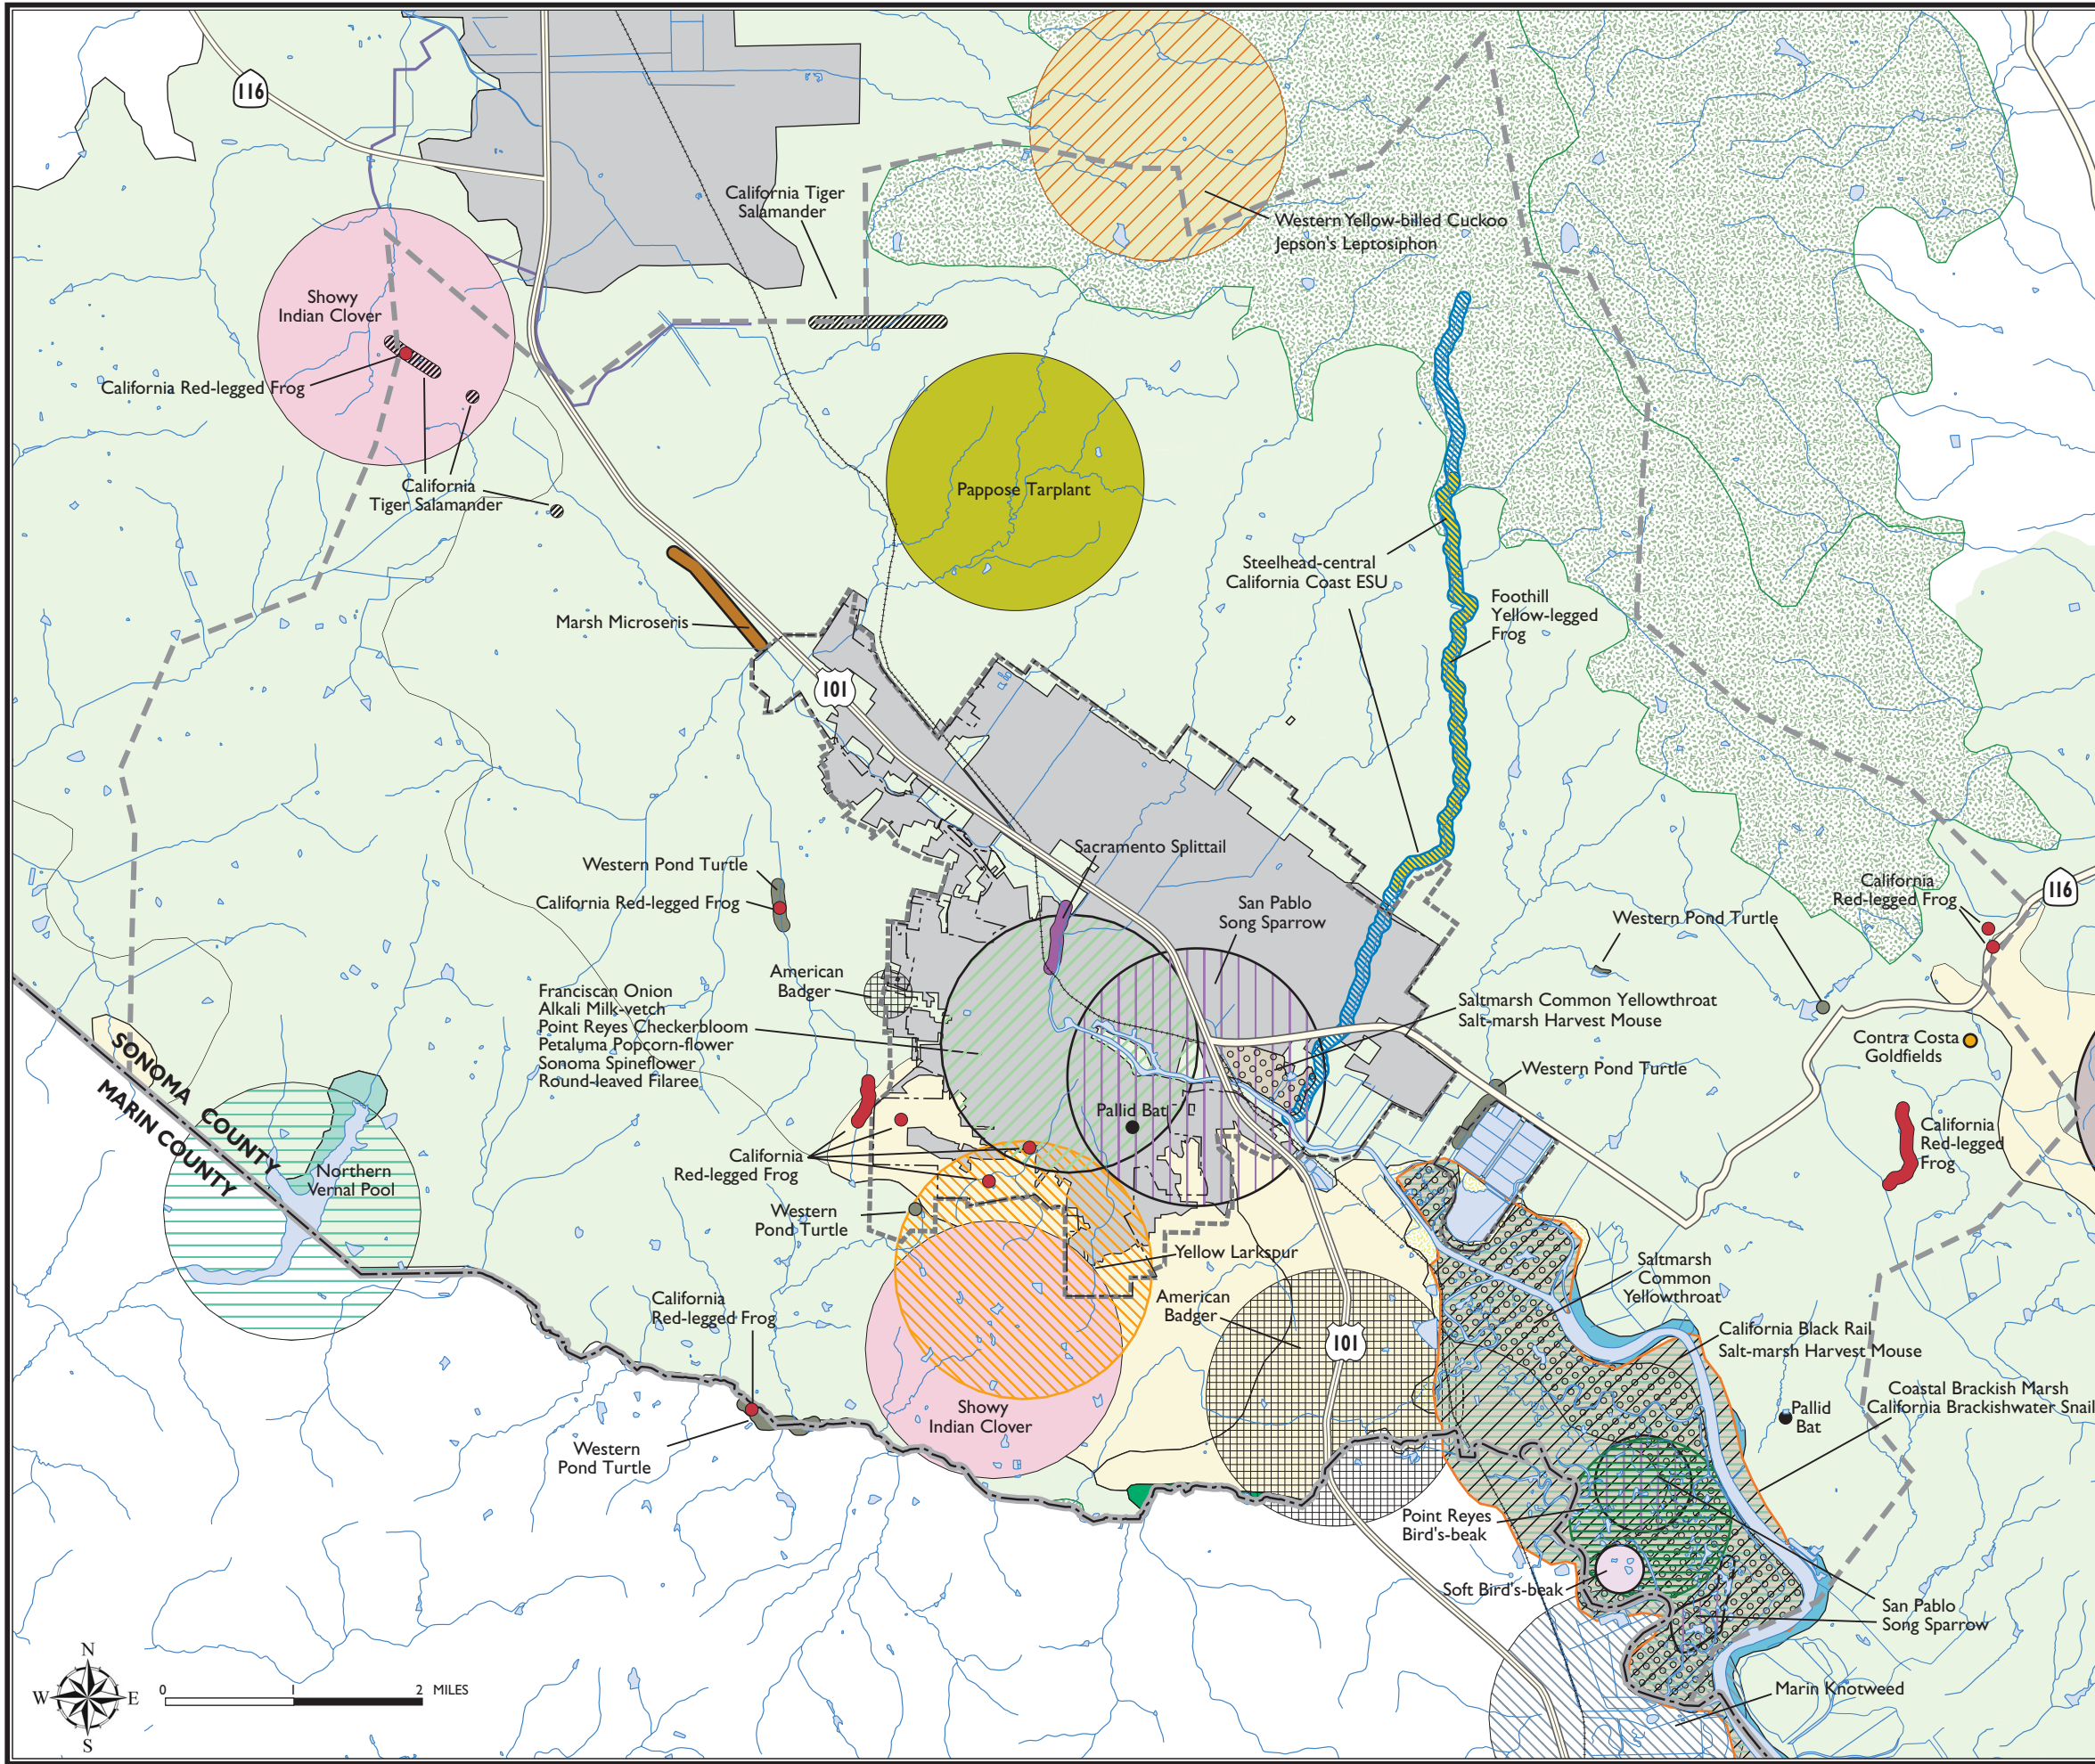 116
California Tiger
Salamander
Western Yellow-billed Cuckoo
Jepson's Leptosiphon
Showy
Indian Clover
California Red-legged Frog
California
Tiger Salamander
Pappose Tarplant
Steelhead-central
California Coast ESU
Foothill
Yellow-legged
Frog
Marsh Microseris
101
Sacramento Splittail
Western Pond Turtle
California Red-legged Frog
San Pablo
Song Sparrow
California
Red-legged Frog
116
Western Pond Turtle
American
Badger
Franciscan Onion
Alkali Milk-vetch
Point Reyes Checkerbloom
Petaluma Popcorn-flower
Sonoma Spineflower
Round-leaved Filaree
Saltmarsh Common Yellowthroat
Salt-marsh Harvest Mouse
Contra Costa
Goldfields
Western Pond Turtle
SONOMA COUNTY
MARIN COUNTY
Pallid Bat
California
Red-legged
Frog
Northern
Vernal Pool
California
Red-legged Frog
Western
Pond Turtle
Yellow Larkspur
Saltmarsh
Common
Yellowthroat
American
Badger
California
Red-legged Frog
101
California Black Rail
Salt-marsh Harvest Mouse
Coastal Brackish Marsh
California Brackishwater Snail
Pallid
Bat
Showy
Indian Clover
Western
Pond Turtle
Point Reyes
Bird's-beak
Soft Bird's-beak
San Pablo
Song Sparrow
Marin Knotweed
N
W E
S
0 1 2 MILES